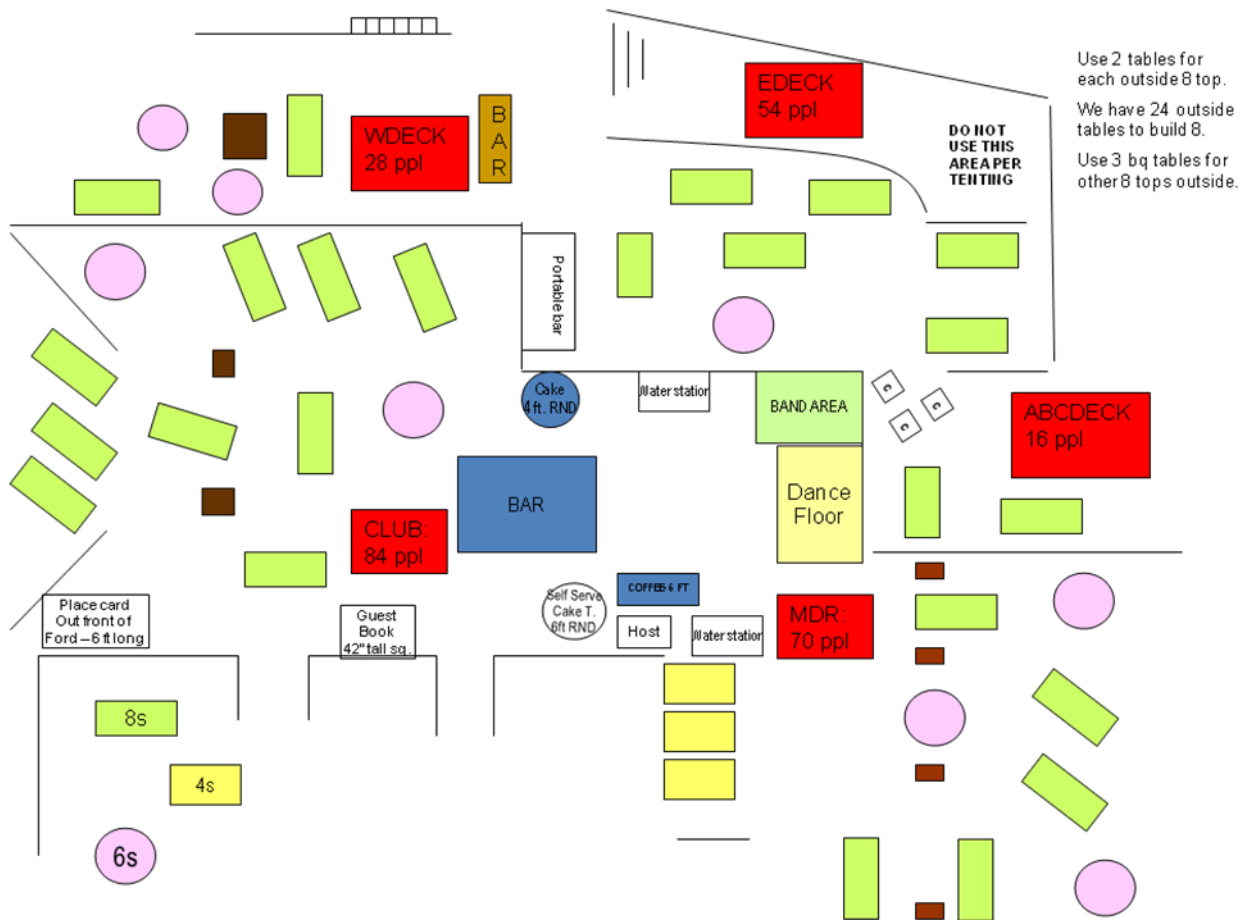 EDECK
54 ppl
Use 2 tables for
each outside 8 top.
We have 24 outside
tables to build 8.
Use 3 bq tables for
other 8 tops outside.
WDECK
28 ppl
B
A
R
DO NOT
USE THIS
AREA PER
TENTING
Portable bar
Cake
4 ft. RND
Water station
BAND AREA
c
c
c
ABCDECK
16 ppl
BAR
Dance
Floor
CLUB:
84 ppl
COFFEE 6 FT
Self Serve
Cake T.
6ft RND
Host
Water station
MDR:
70 ppl
Place card
Out front of
Ford – 6 ft long
Guest
Book
42" tall sq.
8s
4s
6s